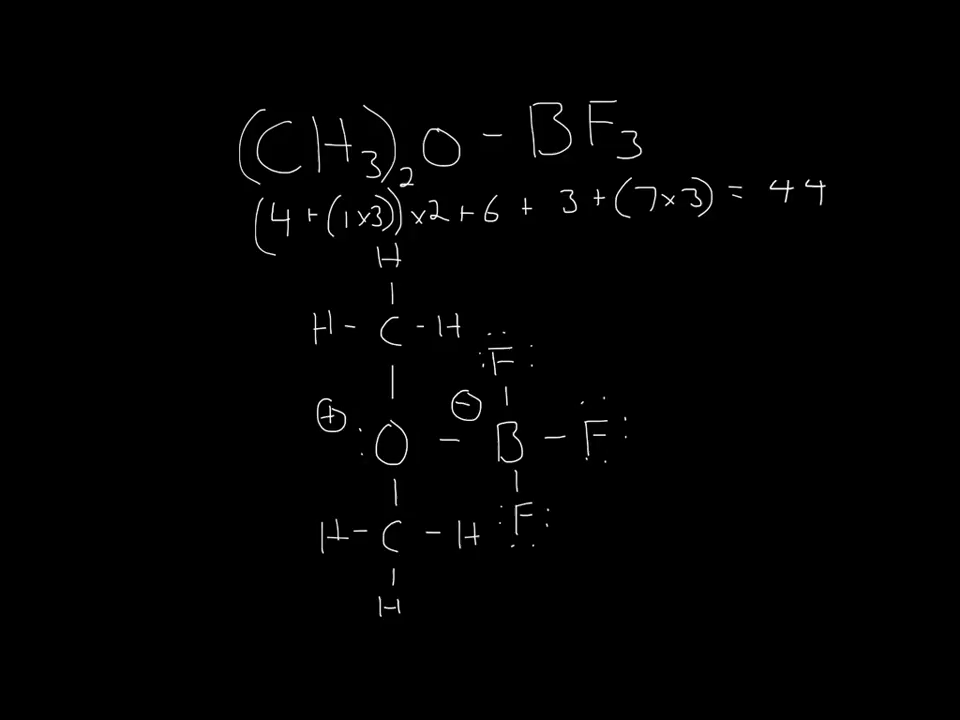 (CH₃)₂O - BF₃
(4 + (1x3)) x2 + 6 + 3 + (7x3) = 44
H
H - C - H
F
+ : O - B - F
-
H - C - H F
H